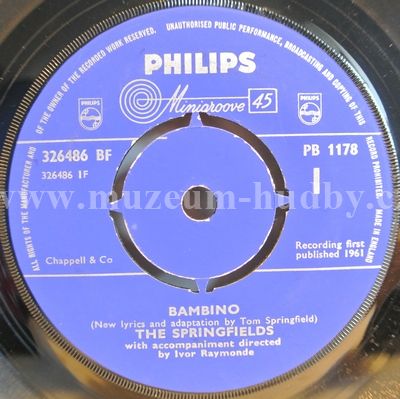 ALL RIGHTS OF THE MANUFACTURER AND OF THE OWNER OF THE RECORDED WORK RESERVED. UNAUTHORISED PUBLIC PERFORMANCE, BROADCASTING AND COPYING OF THIS RECORD PROHIBITED. MADE IN ENGLAND
PHILIPS
Minigroove 45
PHILIPS PHILIPS
326486 BF PB 1178
326486 1F I
www.muzeum-hudby.c
Chappell & Co
Recording first
published 1961
BAMBINO
(New lyrics and adaptation by Tom Springfield)
THE SPRINGFIELDS
with accompaniment directed
by Ivor Raymonde